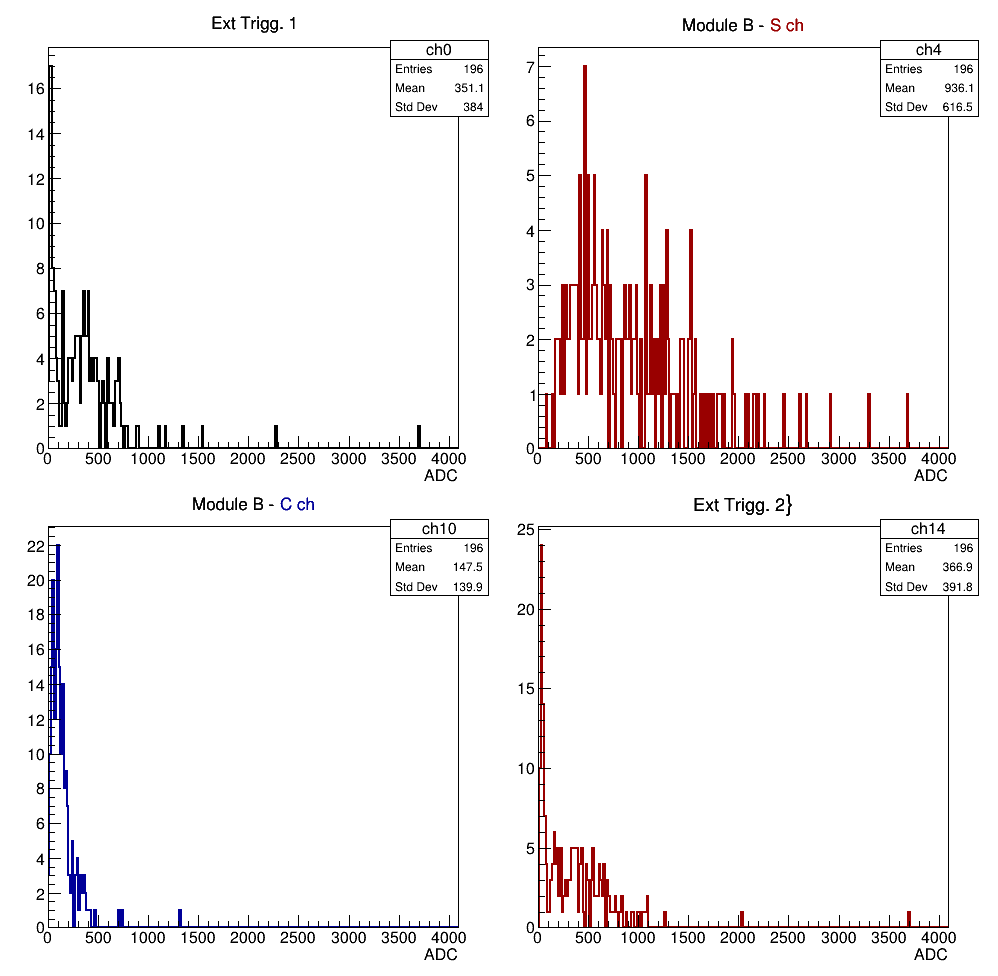 Ext Trigg. 1
ch0
Entries 196
Mean 351.1
Std Dev 384
16
14
12
10
8
6
4
2
0
0 500 1000 1500 2000 2500 3000 3500 4000
ADC
Module B - S ch
ch4
Entries 196
Mean 936.1
Std Dev 616.5
7
6
5
4
3
2
1
0
0 500 1000 1500 2000 2500 3000 3500 4000
ADC
Module B - C ch
ch10
Entries 196
Mean 147.5
Std Dev 139.9
22
20
18
16
14
12
10
8
6
4
2
0
0 500 1000 1500 2000 2500 3000 3500 4000
ADC
Ext Trigg. 2}
ch14
Entries 196
Mean 366.9
Std Dev 391.8
25
20
15
10
5
0
0 500 1000 1500 2000 2500 3000 3500 4000
ADC